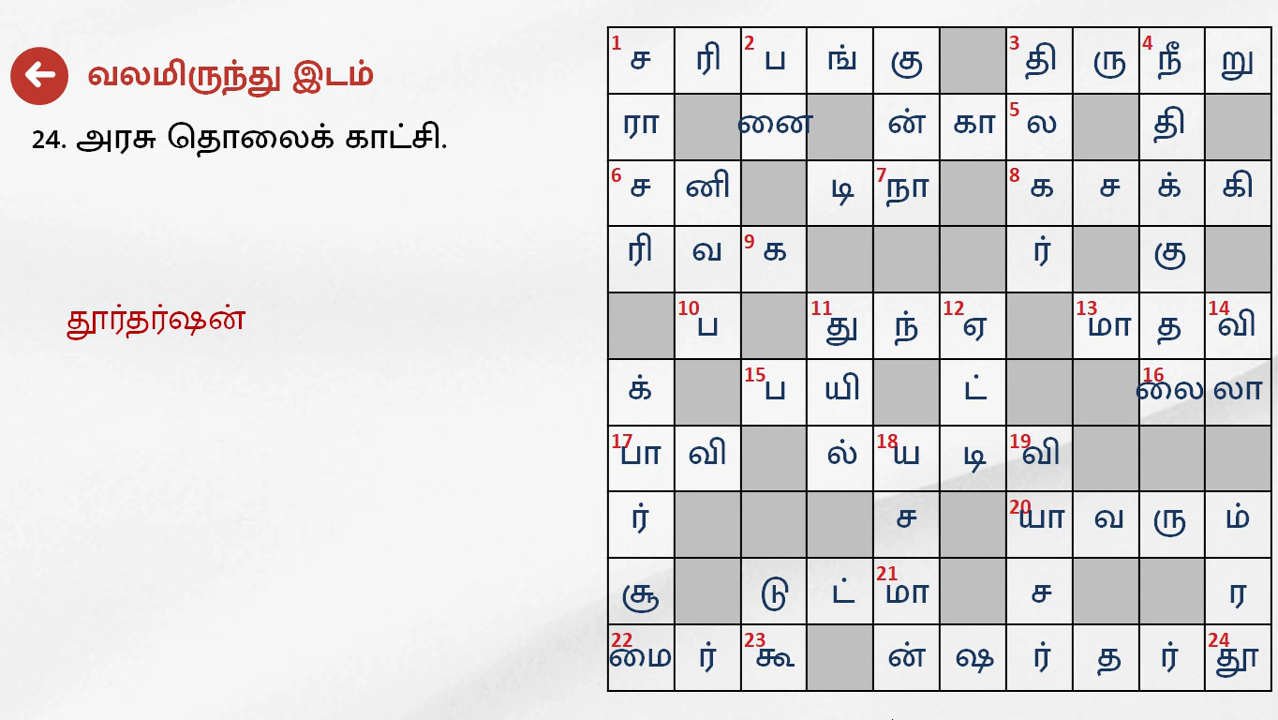 வலமிருந்து இடம்
24. அரசு தொலைக் காட்சி.
தூர்தர்ஷன்
1 ச ரி 2 ப ங் கு 3 தி ரு 4 நீ று
ரா னை ன் கா 5 ல தி
6 ச னி டி 7 நா 8 க ச க் கி
ரி வ 9 க ர் கு
10 ப 11 து ந் 12 ஏ 13 மா த 14 வி
க் 15 ப யி ட் 16 லை லா
17 பா வி ல் 18 ய டி 19 வி
ர் ச 20 யா வ ரு ம்
சூ டு ட் 21 மா ச ர
22 மை ர் 23 கூ ன் ஷ ர் த ர் 24 தூ